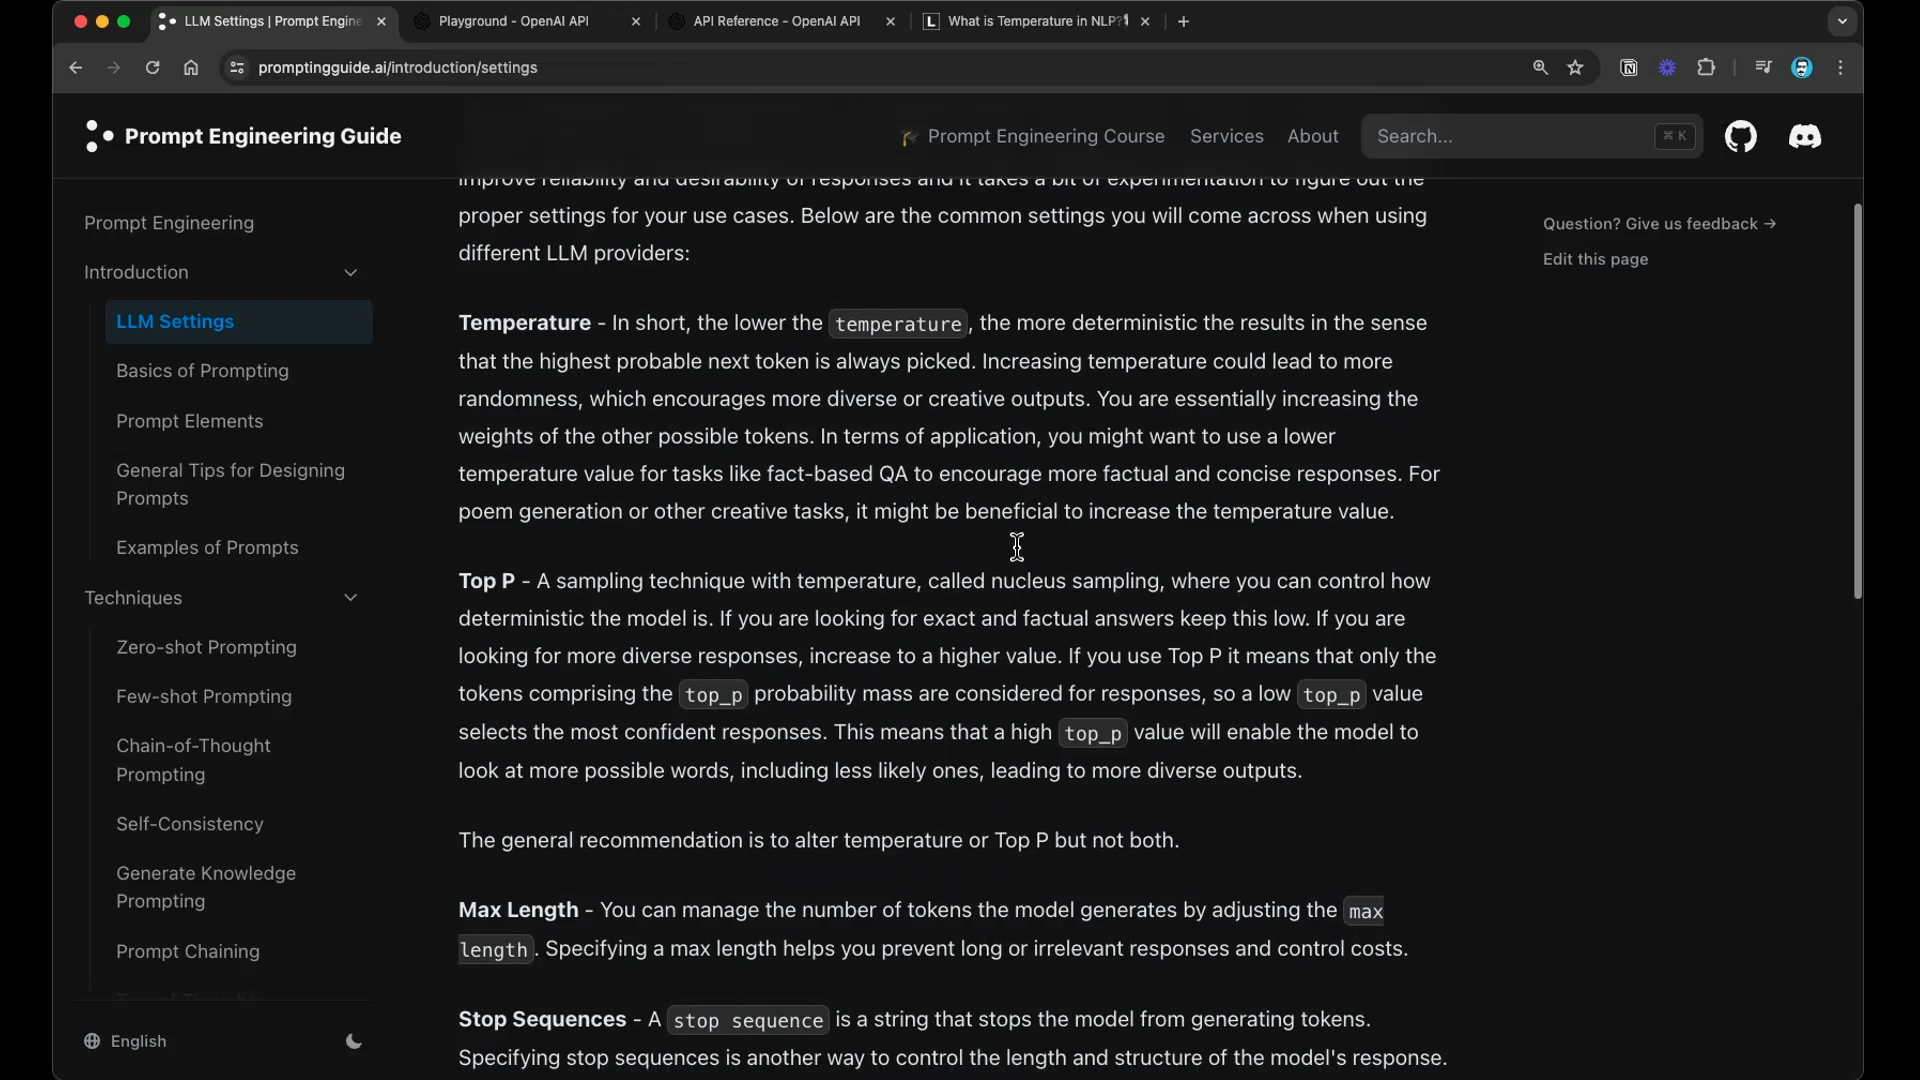 LLM Settings | Prompt Engine
Playground - OpenAI API
API Reference - OpenAI API
L What is Temperature in NLP?
promptingguide.ai/introduction/settings
Prompt Engineering Guide
Prompt Engineering Course
Services
About
Search...
⌘ K
Prompt Engineering
Introduction
LLM Settings
Basics of Prompting
Prompt Elements
General Tips for Designing
Prompts
Examples of Prompts
Techniques
Zero-shot Prompting
Few-shot Prompting
Chain-of-Thought
Prompting
Self-Consistency
Generate Knowledge
Prompting
Prompt Chaining
English
improve reliability and desirability of responses and it takes a bit of experimentation to figure out the
proper settings for your use cases. Below are the common settings you will come across when using
different LLM providers:
Temperature - In short, the lower the temperature, the more deterministic the results in the sense
that the highest probable next token is always picked. Increasing temperature could lead to more
randomness, which encourages more diverse or creative outputs. You are essentially increasing the
weights of the other possible tokens. In terms of application, you might want to use a lower
temperature value for tasks like fact-based QA to encourage more factual and concise responses. For
poem generation or other creative tasks, it might be beneficial to increase the temperature value.
Top P - A sampling technique with temperature, called nucleus sampling, where you can control how
deterministic the model is. If you are looking for exact and factual answers keep this low. If you are
looking for more diverse responses, increase to a higher value. If you use Top P it means that only the
tokens comprising the top_p probability mass are considered for responses, so a low top_p value
selects the most confident responses. This means that a high top_p value will enable the model to
look at more possible words, including less likely ones, leading to more diverse outputs.
The general recommendation is to alter temperature or Top P but not both.
Max Length - You can manage the number of tokens the model generates by adjusting the max
length. Specifying a max length helps you prevent long or irrelevant responses and control costs.
Stop Sequences - A stop sequence is a string that stops the model from generating tokens.
Specifying stop sequences is another way to control the length and structure of the model's response.
Question? Give us feedback →
Edit this page